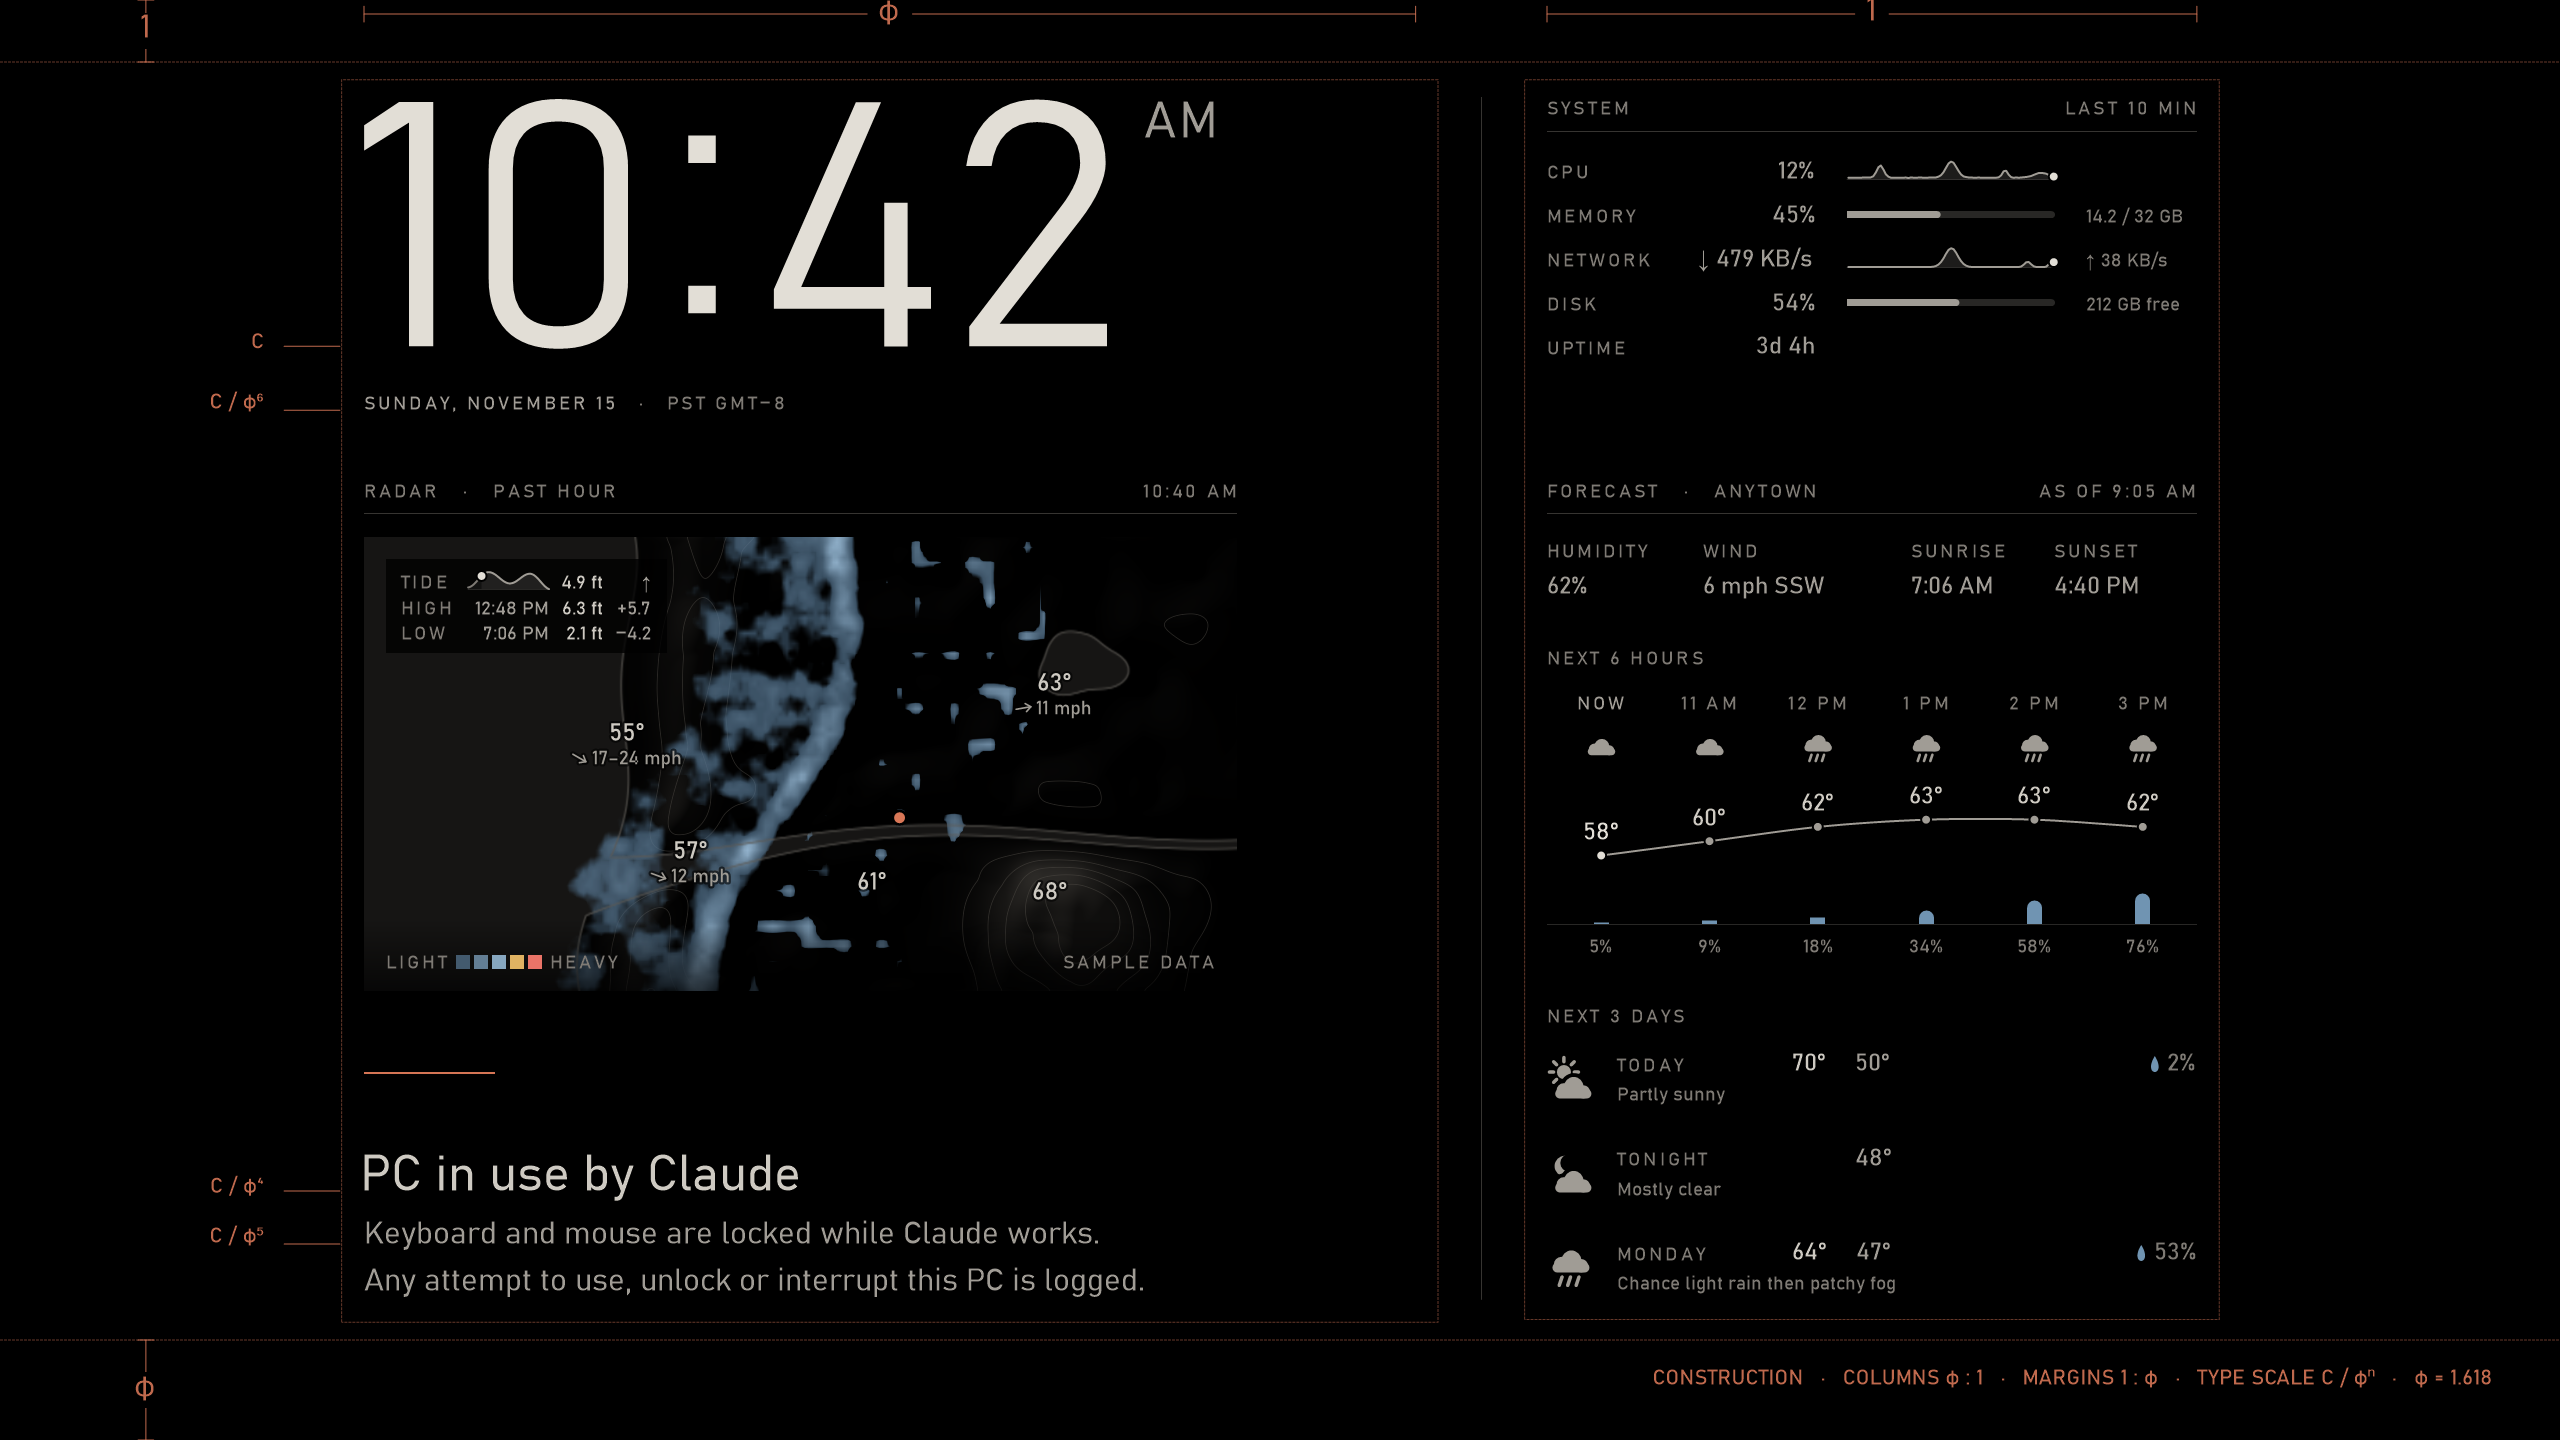 1
φ
1
10:42 AM
C
C / φ⁶
SUNDAY, NOVEMBER 15 · PST GMT−8
RADAR · PAST HOUR 10:40 AM
TIDE 4.9 ft ↑
HIGH 12:48 PM 6.3 ft +5.7
LOW 7:06 PM 2.1 ft −4.2
63°
→ 11 mph
55°
↘ 17–24 mph
57°
↘ 12 mph
61°
68°
LIGHT HEAVY
SAMPLE DATA
C / φ⁴
PC in use by Claude
C / φ⁵
Keyboard and mouse are locked while Claude works.
Any attempt to use, unlock or interrupt this PC is logged.
SYSTEM LAST 10 MIN
CPU 12%
MEMORY 45% 14.2 / 32 GB
NETWORK ↓ 479 KB/s ↑ 38 KB/s
DISK 54% 212 GB free
UPTIME 3d 4h
FORECAST · ANYTOWN AS OF 9:05 AM
HUMIDITY WIND SUNRISE SUNSET
62% 6 mph SSW 7:06 AM 4:40 PM
NEXT 6 HOURS
NOW 11 AM 12 PM 1 PM 2 PM 3 PM
58° 60° 62° 63° 63° 62°
5% 9% 18% 34% 58% 76%
NEXT 3 DAYS
TODAY 70° 50° 2%
Partly sunny
TONIGHT 48°
Mostly clear
MONDAY 64° 47° 53%
Chance light rain then patchy fog
φ
CONSTRUCTION · COLUMNS φ : 1 · MARGINS 1 : φ · TYPE SCALE C / φⁿ · φ = 1.618